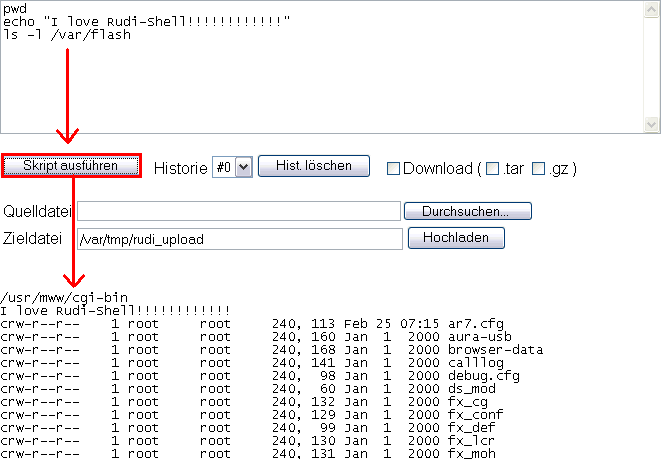 pwd
echo "I love Rudi-Shell!!!!!!!!!!!!"
ls -l /var/flash
Skript ausführen Historie #0 Hist. löschen Download ( .tar .gz )
Quelldatei Durchsuchen...
Zieldatei /var/tmp/rudi_upload Hochladen
/usr/mww/cgi-bin
I love Rudi-Shell!!!!!!!!!!!!
crw-r--r-- 1 root root 240, 113 Feb 25 07:15 ar7.cfg
crw-r--r-- 1 root root 240, 160 Jan 1 2000 aura-usb
crw-r--r-- 1 root root 240, 168 Jan 1 2000 browser-data
crw-r--r-- 1 root root 240, 141 Jan 1 2000 calllog
crw-r--r-- 1 root root 240, 98 Jan 1 2000 debug.cfg
crw-r--r-- 1 root root 240, 60 Jan 1 2000 ds_mod
crw-r--r-- 1 root root 240, 132 Jan 1 2000 fx_cg
crw-r--r-- 1 root root 240, 129 Jan 1 2000 fx_conf
crw-r--r-- 1 root root 240, 99 Jan 1 2000 fx_def
crw-r--r-- 1 root root 240, 130 Jan 1 2000 fx_lcr
crw-r--r-- 1 root root 240, 131 Jan 1 2000 fx_moh